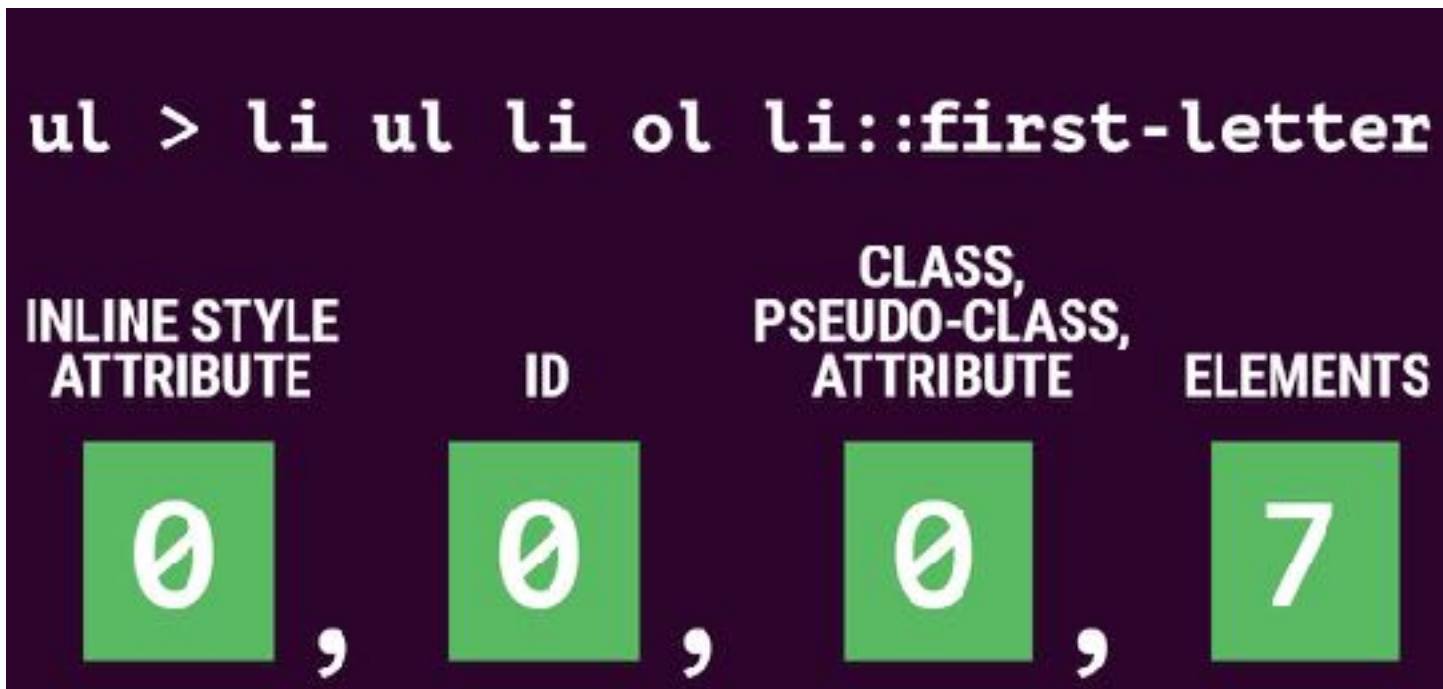 ul > li ul li ol li::first-letter
CLASS,
INLINE STYLE PSEUDO-CLASS,
ATTRIBUTE ID ATTRIBUTE ELEMENTS
0, 0, 0, 7